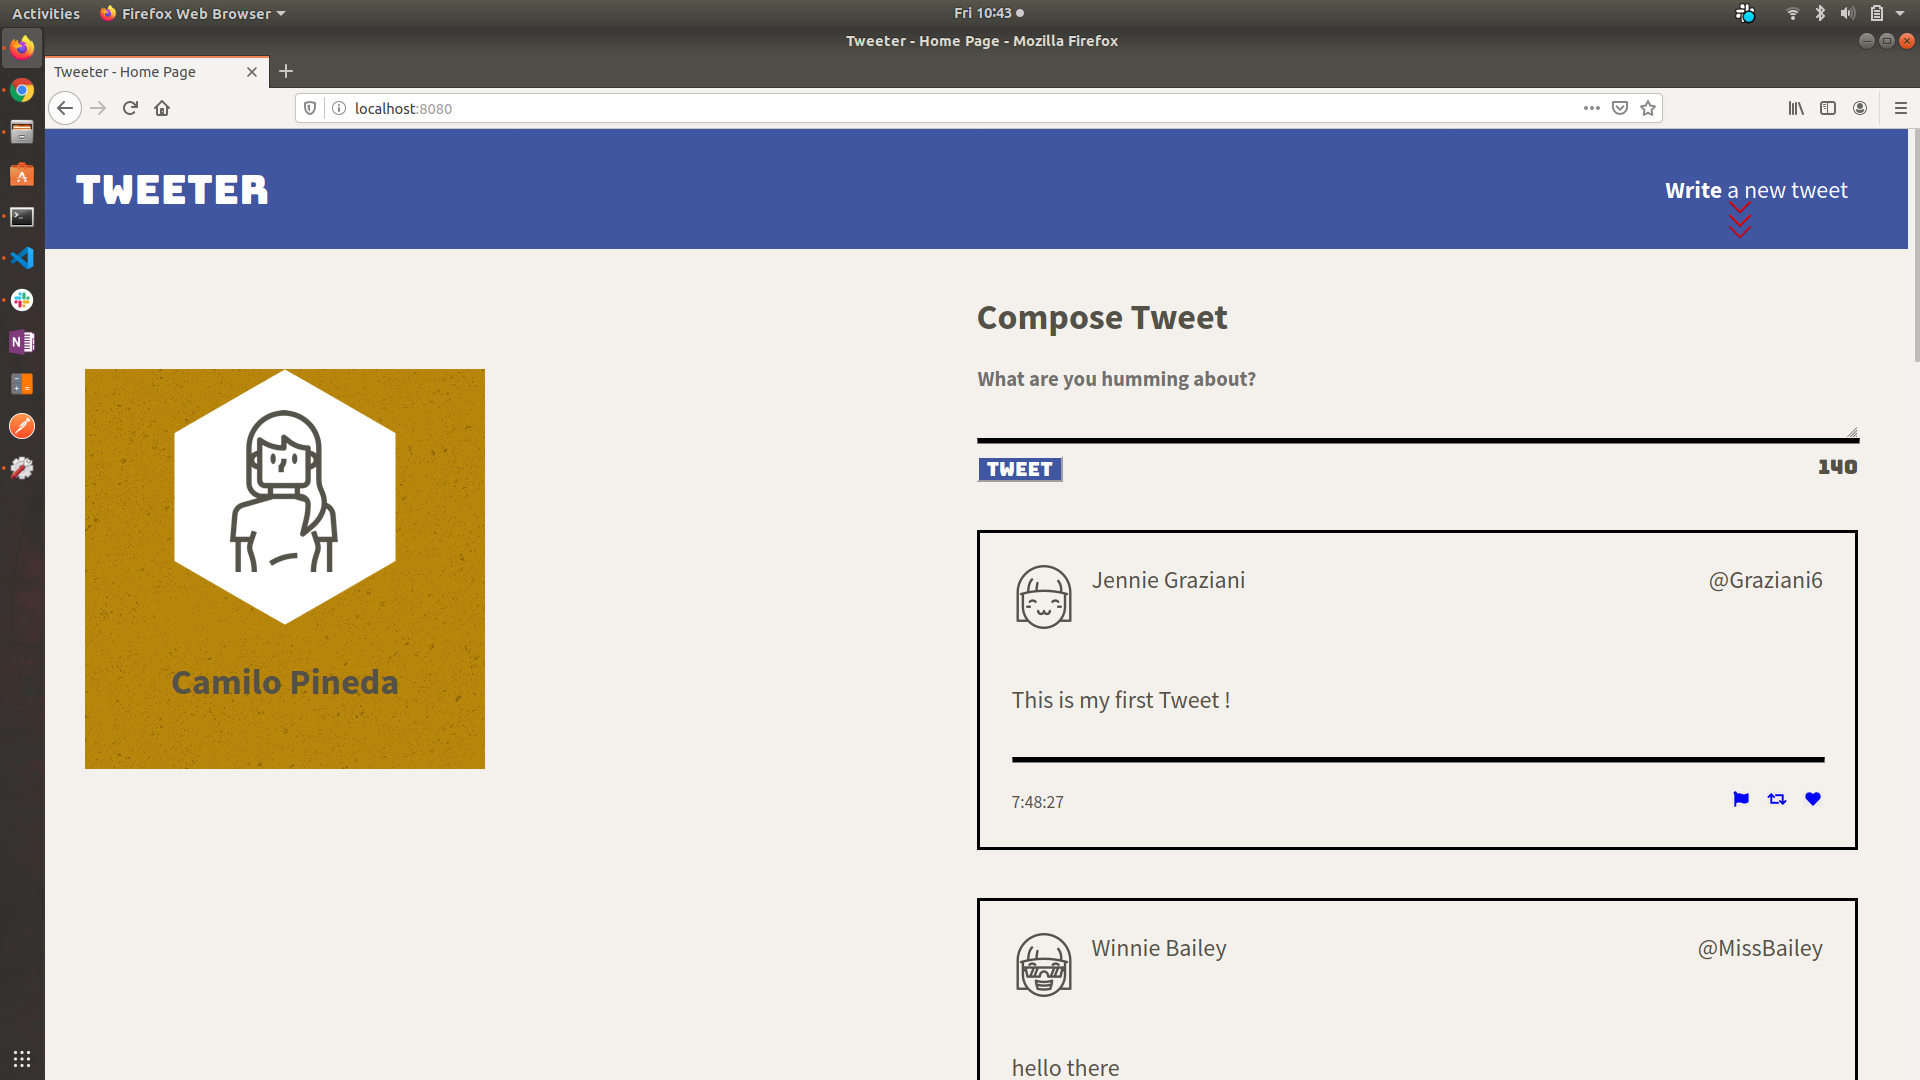 Activities
Firefox Web Browser
Fri 10:43
Tweeter - Home Page - Mozilla Firefox
Tweeter - Home Page
localhost:8080
TWEETER
Write a new tweet
Compose Tweet
What are you humming about?
TWEET
140
Camilo Pineda
Jennie Graziani
@Graziani6
This is my first Tweet !
7:48:27
Winnie Bailey
@MissBailey
hello there